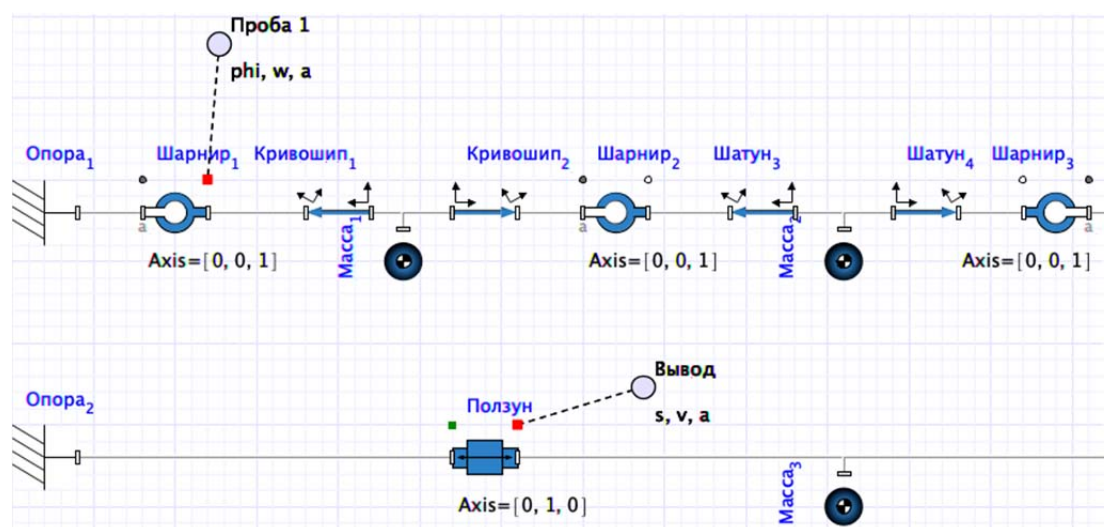 Проба 1
phi, w, a
Опора1
Шарнир1
Кривошип1
Кривошип2
Шарнир2
Шатун3
Шатун4
Шарнир3
a
a
a
Масса1
Масса2
Axis=[0, 0, 1]
Axis=[0, 0, 1]
Axis=[0, 0, 1]
Вывод
Опора2
Ползун
s, v, a
Масса3
Axis=[0, 1, 0]